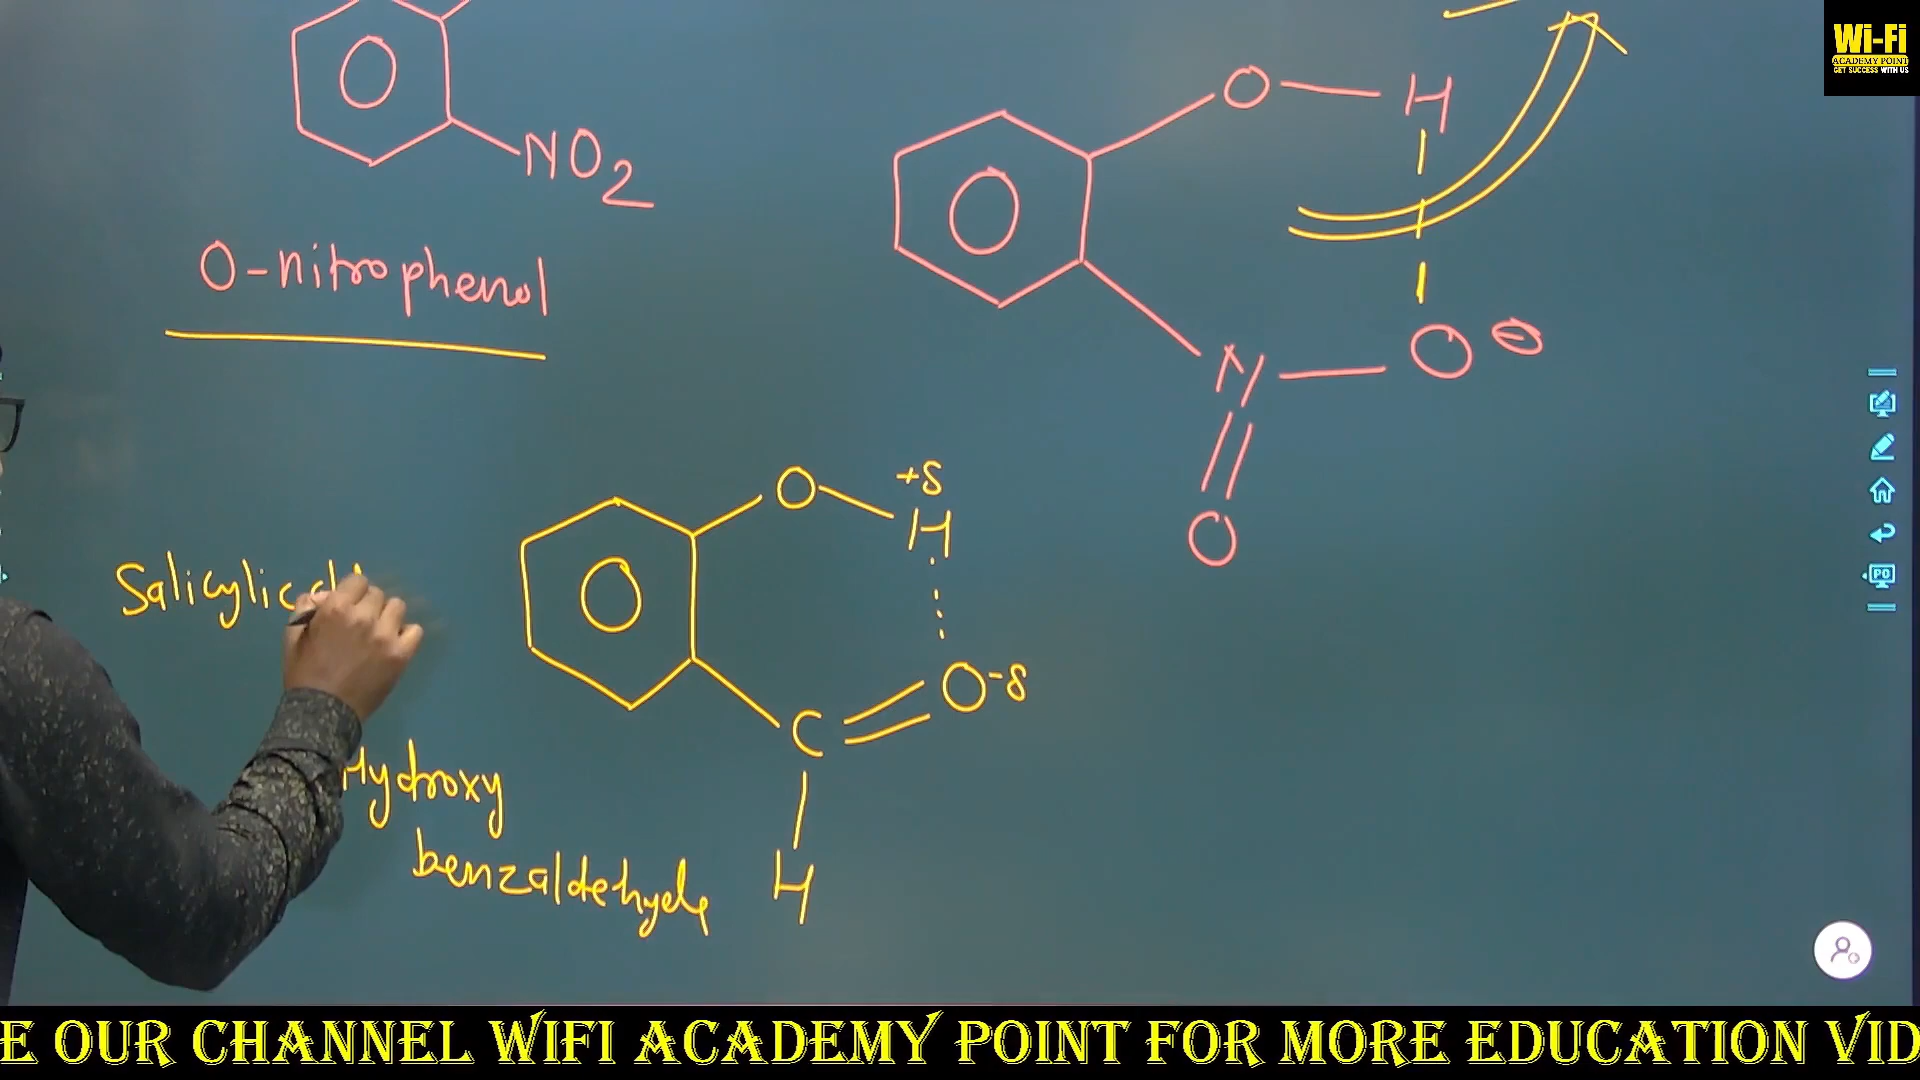 Wi-Fi
ACADEMY POINT
GET SUCCESS WITH US
NO2
O-nitrophenol
O H
N O ⊖
O
+δ
O H
O -δ
C
H
Hydroxy
benzaldehyde
PO
E OUR CHANNEL WIFI ACADEMY POINT FOR MORE EDUCATION VID